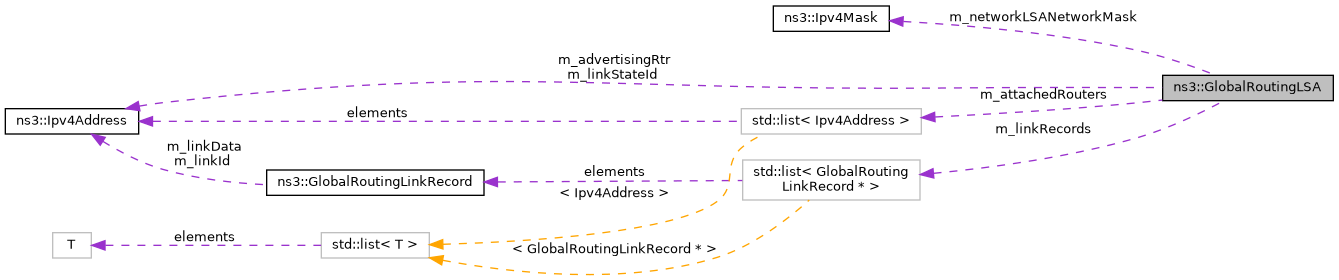 ns3::Ipv4Mask
m_networkLSANetworkMask
m_advertisingRtr
m_linkStateId
ns3::GlobalRoutingLSA
m_attachedRouters
ns3::Ipv4Address
elements
std::list< Ipv4Address >
m_linkRecords
m_linkData
m_linkId
ns3::GlobalRoutingLinkRecord
elements
std::list< GlobalRouting
LinkRecord * >
< Ipv4Address >
T
elements
std::list< T >
< GlobalRoutingLinkRecord * >